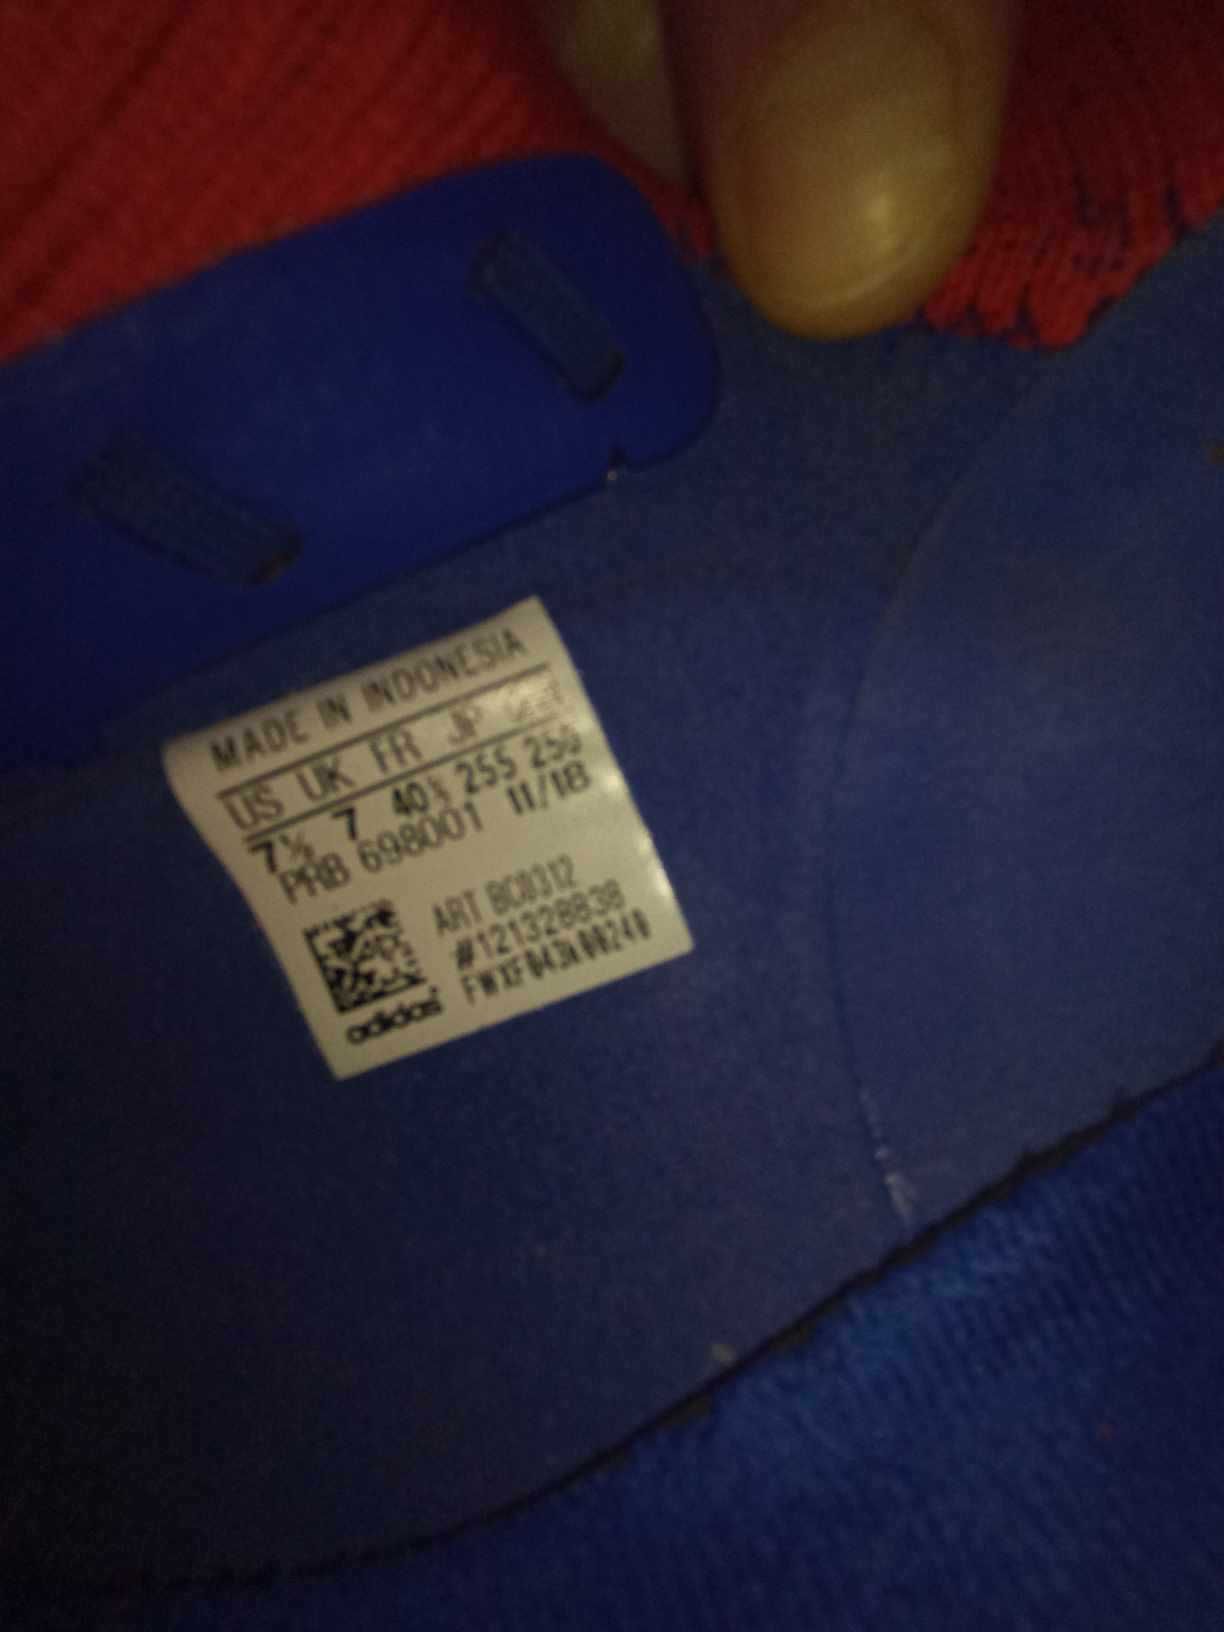 MADE IN INDONESIA
US UK FR JP
7½ 7 40⅔ 255 255
PRB 698001 11/18
ART BC0312
#121328838
adidas